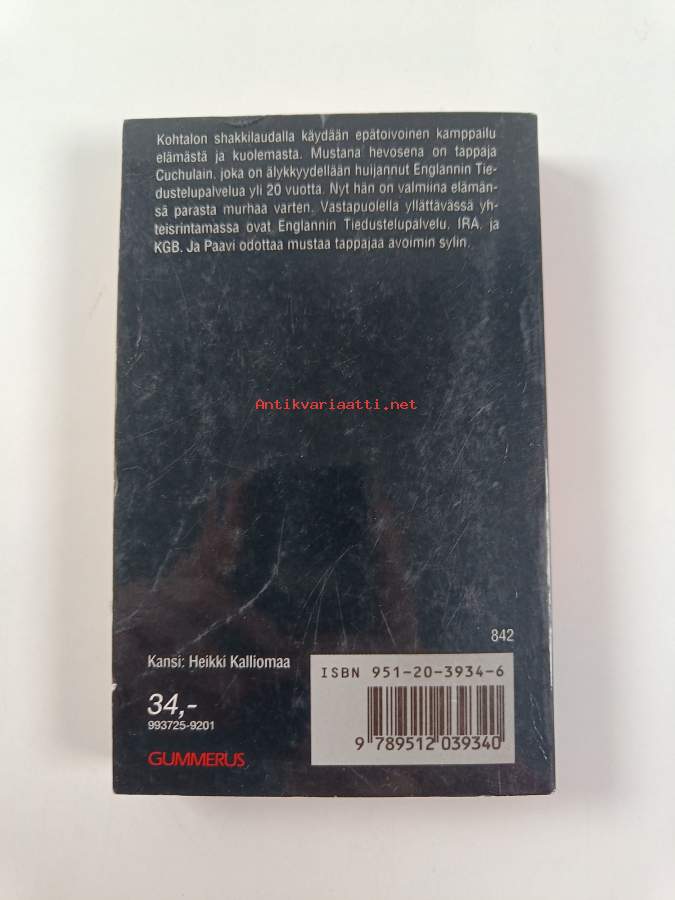 Kohtalon shakkilaudalla käydään epätoivoinen kamppailu
elämästä ja kuolemasta. Mustana hevosena on tappaja
Cuchulain, joka on älykkyydellään huijannut Englannin Tie-
dustelupalvelua yli 20 vuotta. Nyt hän on valmiina elämän-
sä parasta murhaa varten. Vastapuolella yllättävässä yh-
teisrintamassa ovat Englannin Tiedustelupalvelu, IRA, ja
KGB. Ja Paavi odottaa mustaa tappajaa avoimin sylin.
Antikvariaatti.net
842
Kansi: Heikki Kalliomaa
ISBN 951-20-3934-6
34,-
993725-9201
9 789512 039340
GUMMERUS